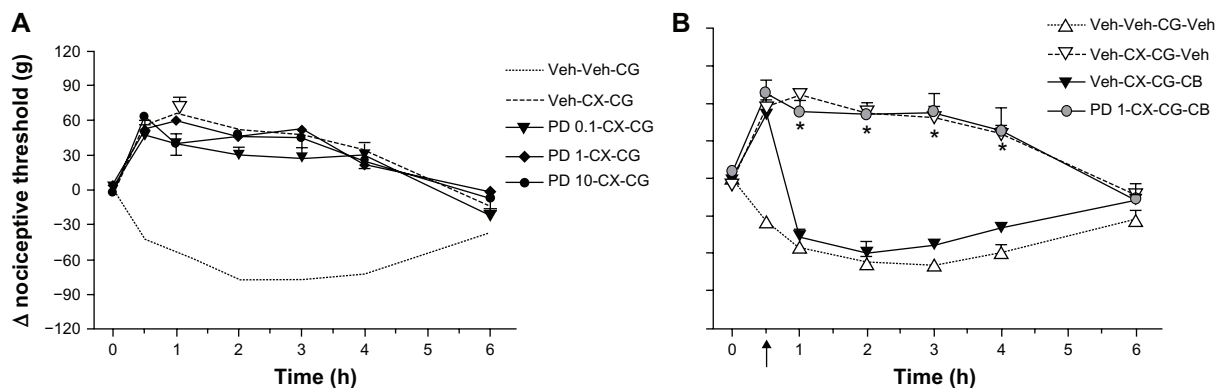 A
Δ nociceptive threshold (g)
120
90
60
30
0
−30
−60
−90
−120
0 1 2 3 4 5 6
Time (h)
Veh-Veh-CG
Veh-CX-CG
PD 0.1-CX-CG
PD 1-CX-CG
PD 10-CX-CG
B
Veh-Veh-CG-Veh
Veh-CX-CG-Veh
Veh-CX-CG-CB
PD 1-CX-CG-CB
* * * *
0 1 2 3 4 5 6
Time (h)